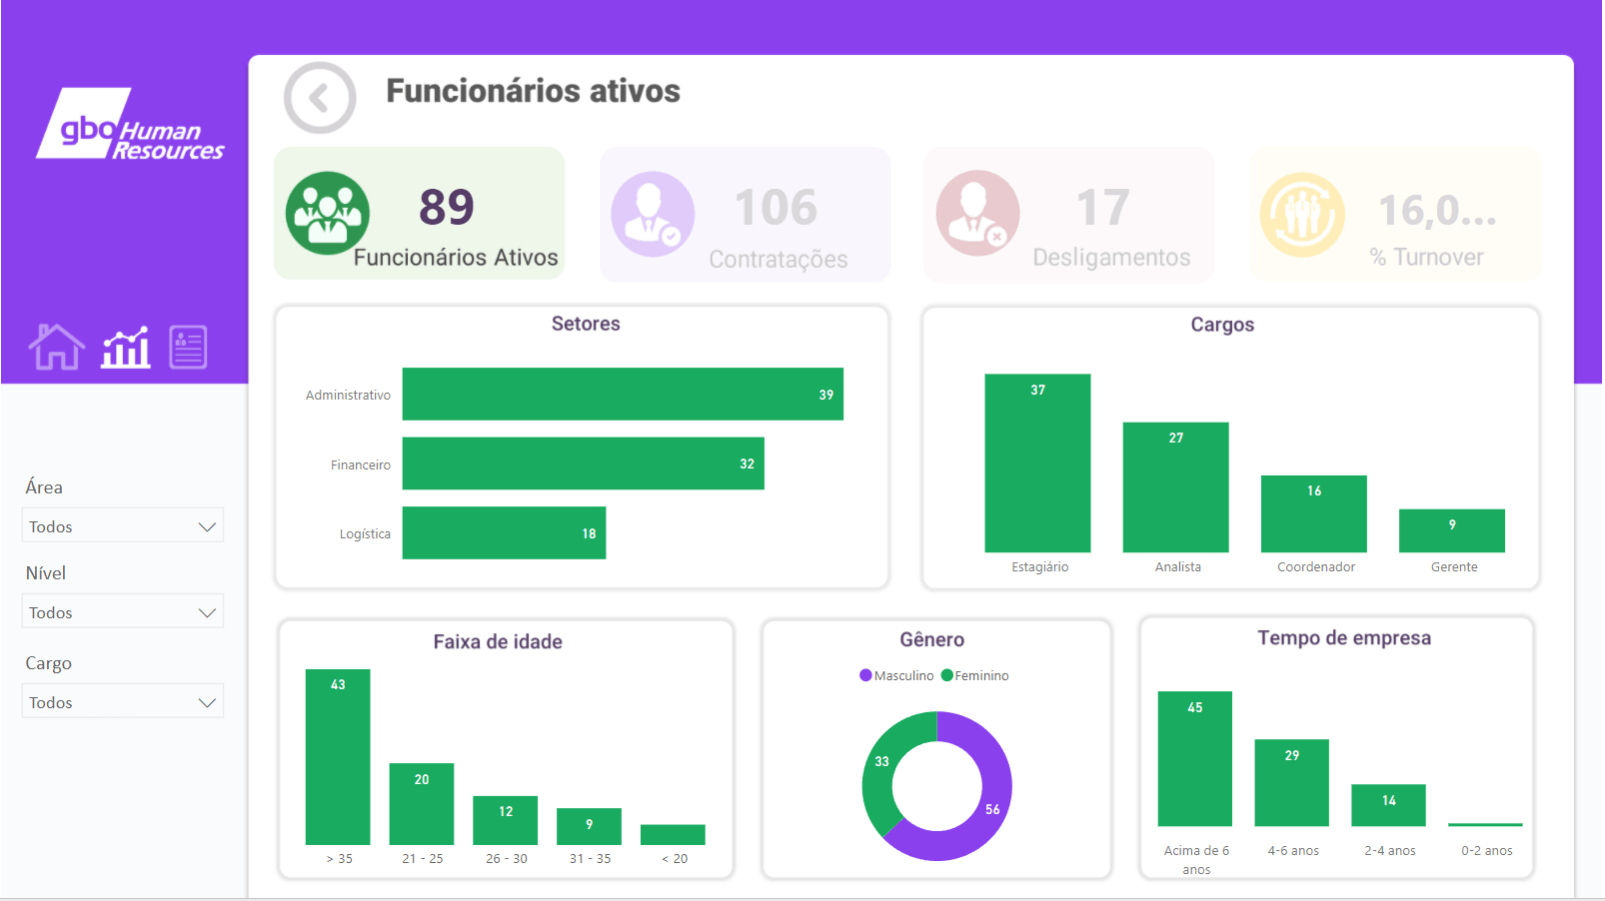 gbo Human
Resources
Funcionários ativos
89
Funcionários Ativos
106
Contratações
17
Desligamentos
16,0...
% Turnover
Área
Todos
Nível
Todos
Cargo
Todos
Setores
Administrativo 39
Financeiro 32
Logística 18
Cargos
37
27
16
9
Estagiário Analista Coordenador Gerente
Faixa de idade
43
20
12
9
> 35 21 - 25 26 - 30 31 - 35 < 20
Gênero
Masculino Feminino
33
56
Tempo de empresa
45
29
14
Acima de 6 4-6 anos 2-4 anos 0-2 anos
anos